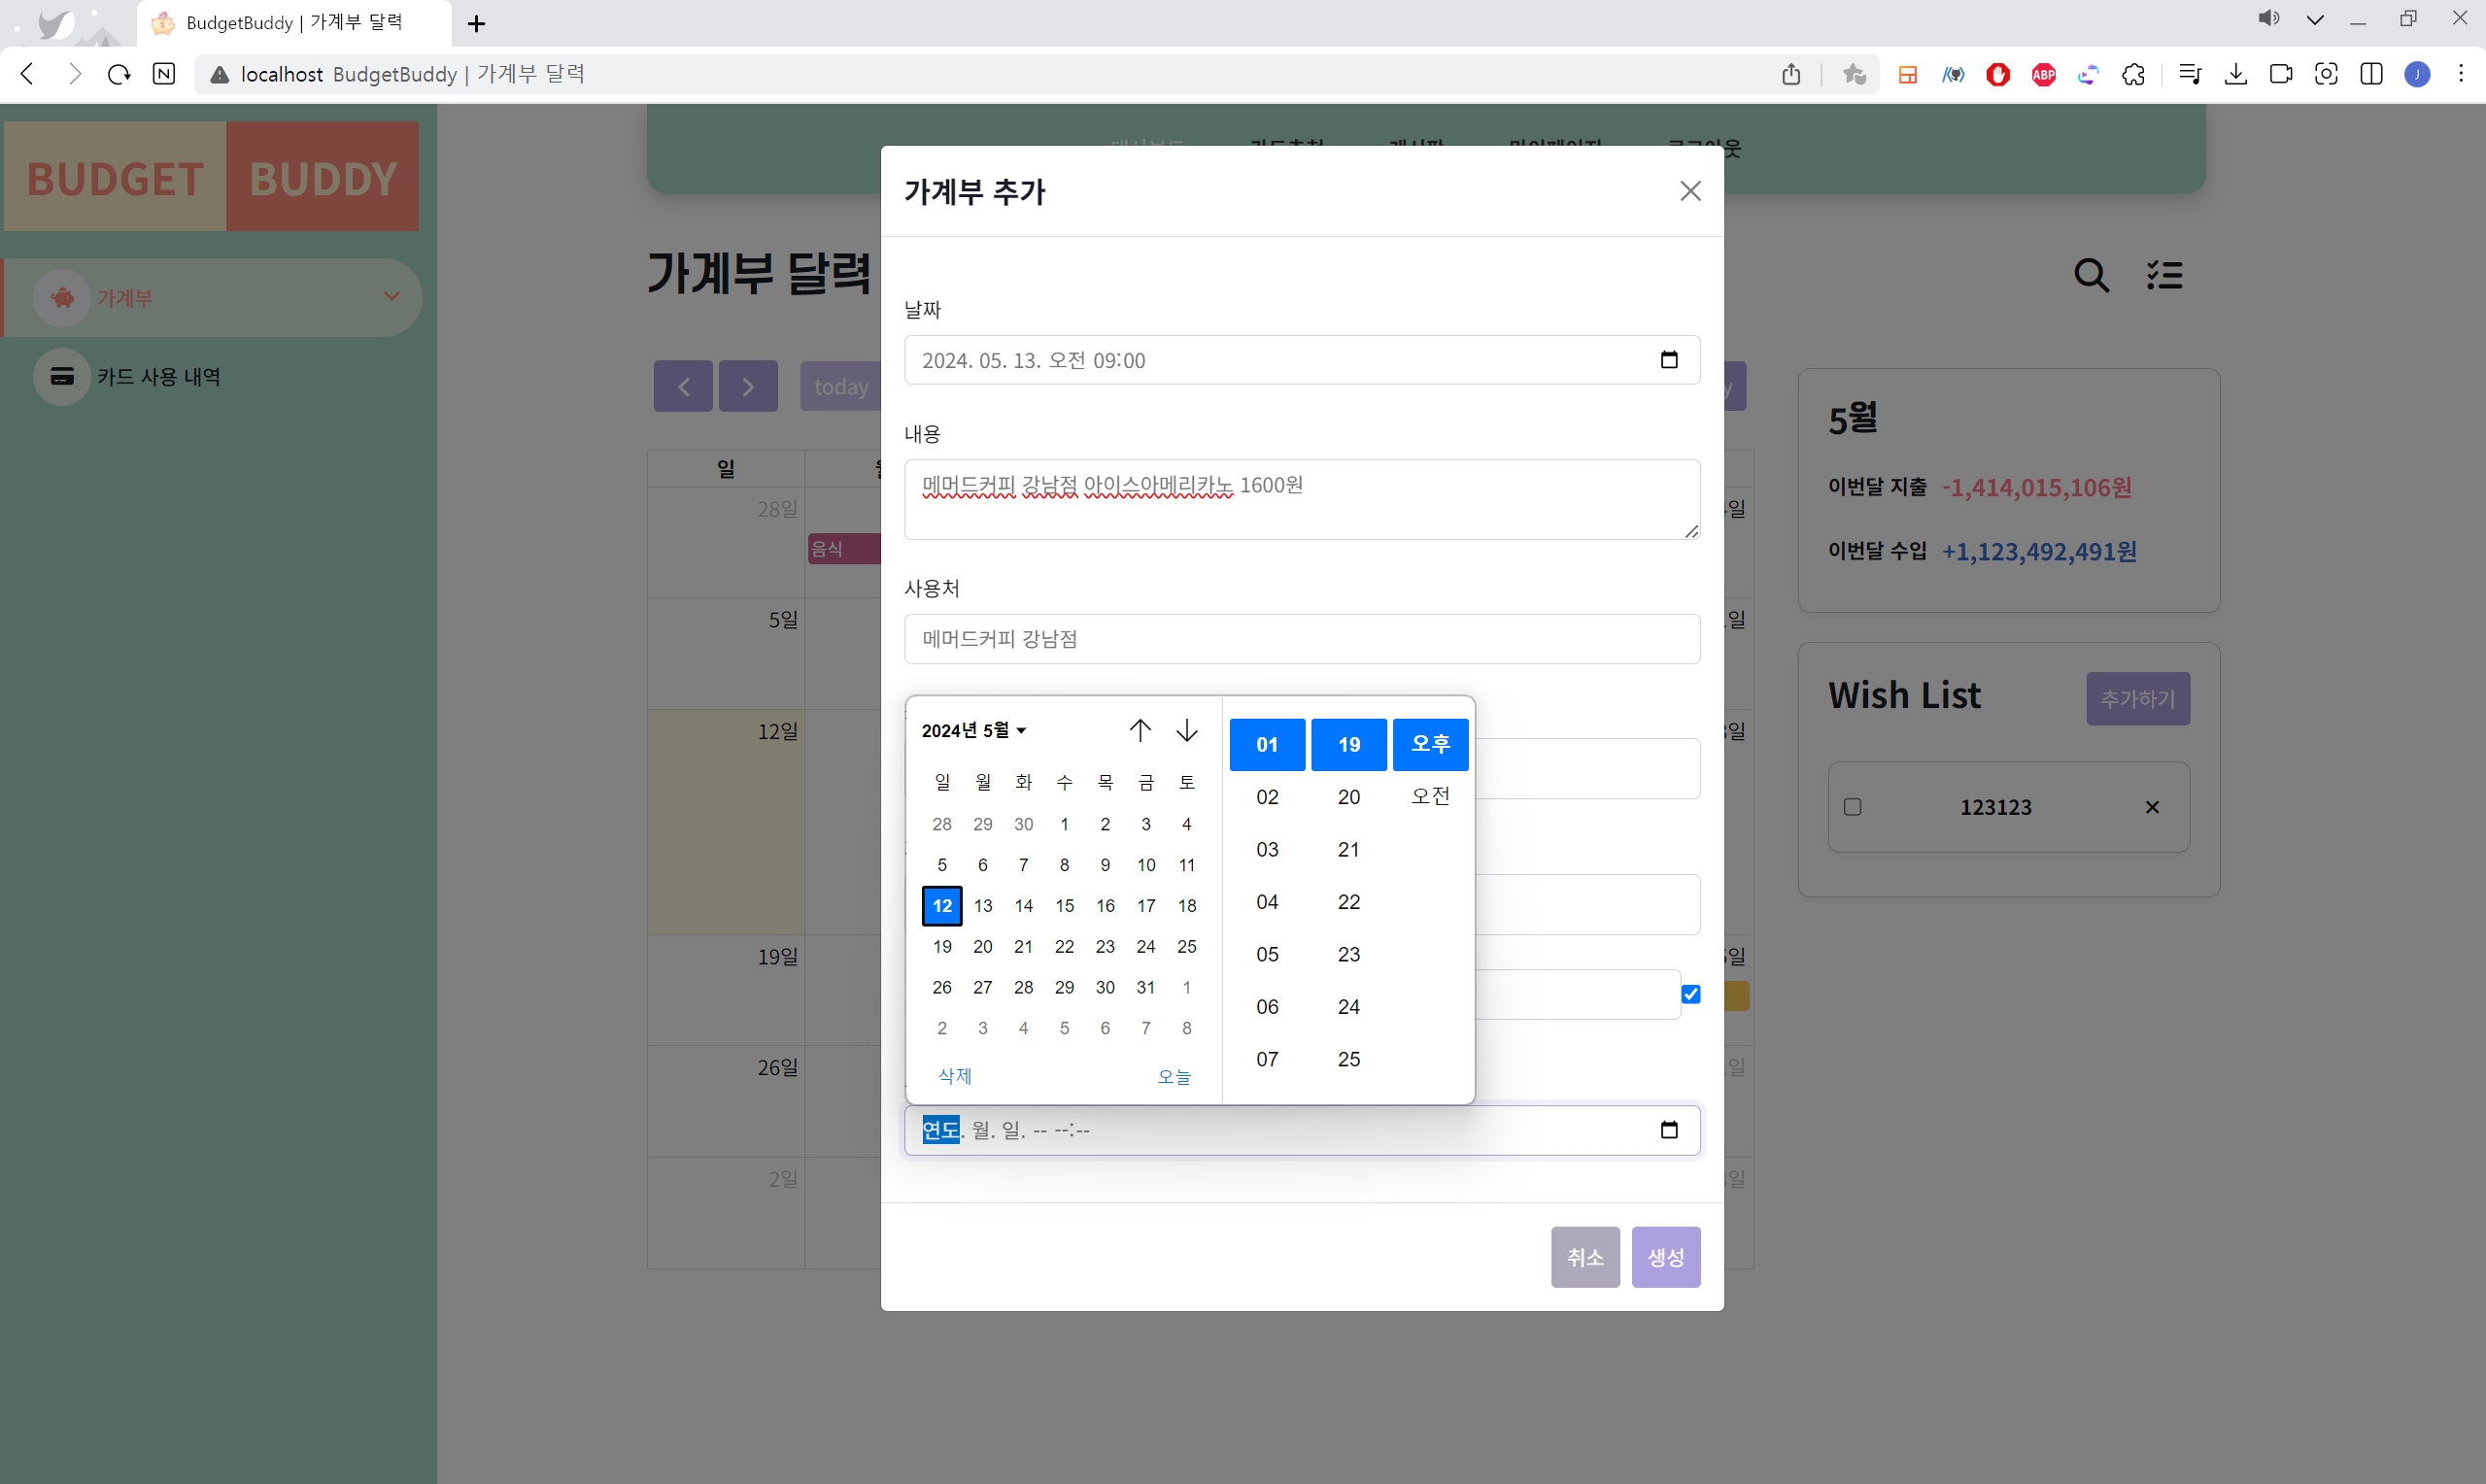 BudgetBuddy | 가계부 달력
localhost BudgetBuddy | 가계부 달력
ABP
J
BUDGET BUDDY
가계부
카드 사용 내역
가계부 달력
today
일
28일
음식
5일
12일
19일
26일
2일
가계부 추가
날짜
2024. 05. 13. 오전 09:00
내용
메머드커피 강남점 아이스아메리카노 1600원
사용처
메머드커피 강남점
2024년 5월
일 월 화 수 목 금 토
28 29 30 1 2 3 4
5 6 7 8 9 10 11
12 13 14 15 16 17 18
19 20 21 22 23 24 25
26 27 28 29 30 31 1
2 3 4 5 6 7 8
삭제 오늘
01 19 오후
02 20 오전
03 21
04 22
05 23
06 24
07 25
연도. 월. 일. -- --:--
취소 생성
5월
이번달 지출 -1,414,015,106원
이번달 수입 +1,123,492,491원
Wish List 추가하기
123123